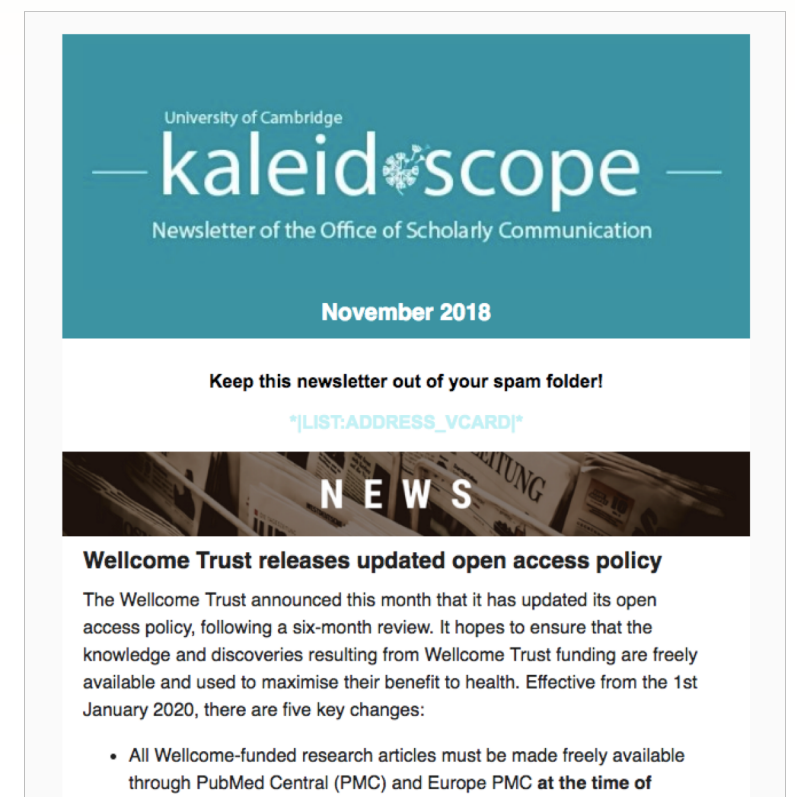 University of Cambridge
kaleidoscope
Newsletter of the Office of Scholarly Communication
November 2018
Keep this newsletter out of your spam folder!
*|LIST:ADDRESS_VCARD|*
ITUNG
NEWS
Wellcome Trust releases updated open access policy
The Wellcome Trust announced this month that it has updated its open
access policy, following a six-month review. It hopes to ensure that the
knowledge and discoveries resulting from Wellcome Trust funding are freely
available and used to maximise their benefit to health. Effective from the 1st
January 2020, there are five key changes:
• All Wellcome-funded research articles must be made freely available
through PubMed Central (PMC) and Europe PMC at the time of